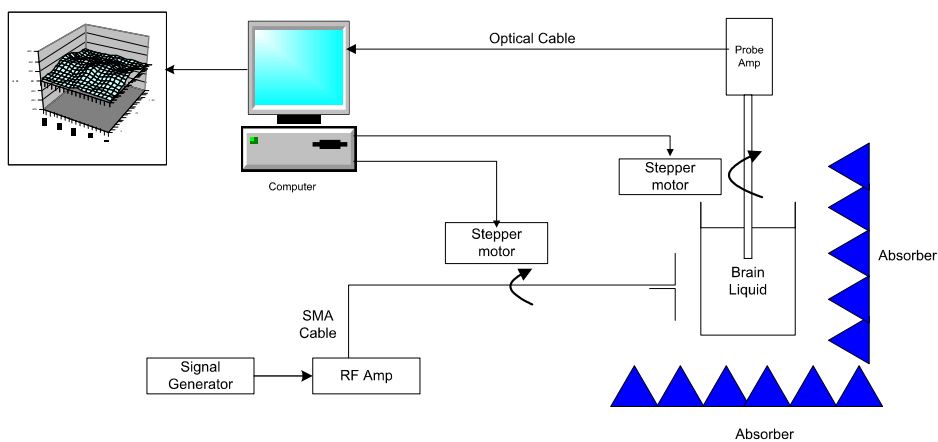 Optical Cable
Probe
Amp
Computer
Stepper
motor
Stepper
motor
Brain
Liquid
Absorber
SMA
Cable
Signal
Generator
RF Amp
Absorber